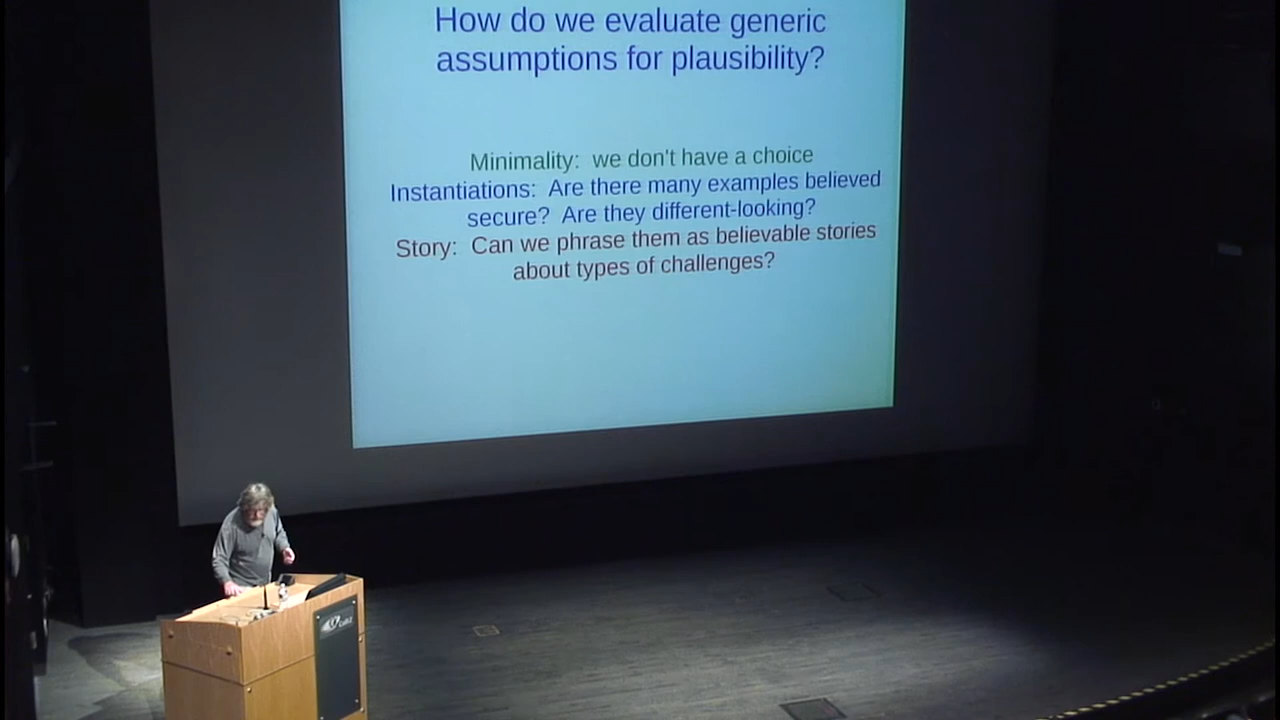 How do we evaluate generic
assumptions for plausibility?
Minimality: we don't have a choice
Instantiations: Are there many examples believed
secure? Are they different-looking?
Story: Can we phrase them as believable stories
about types of challenges?